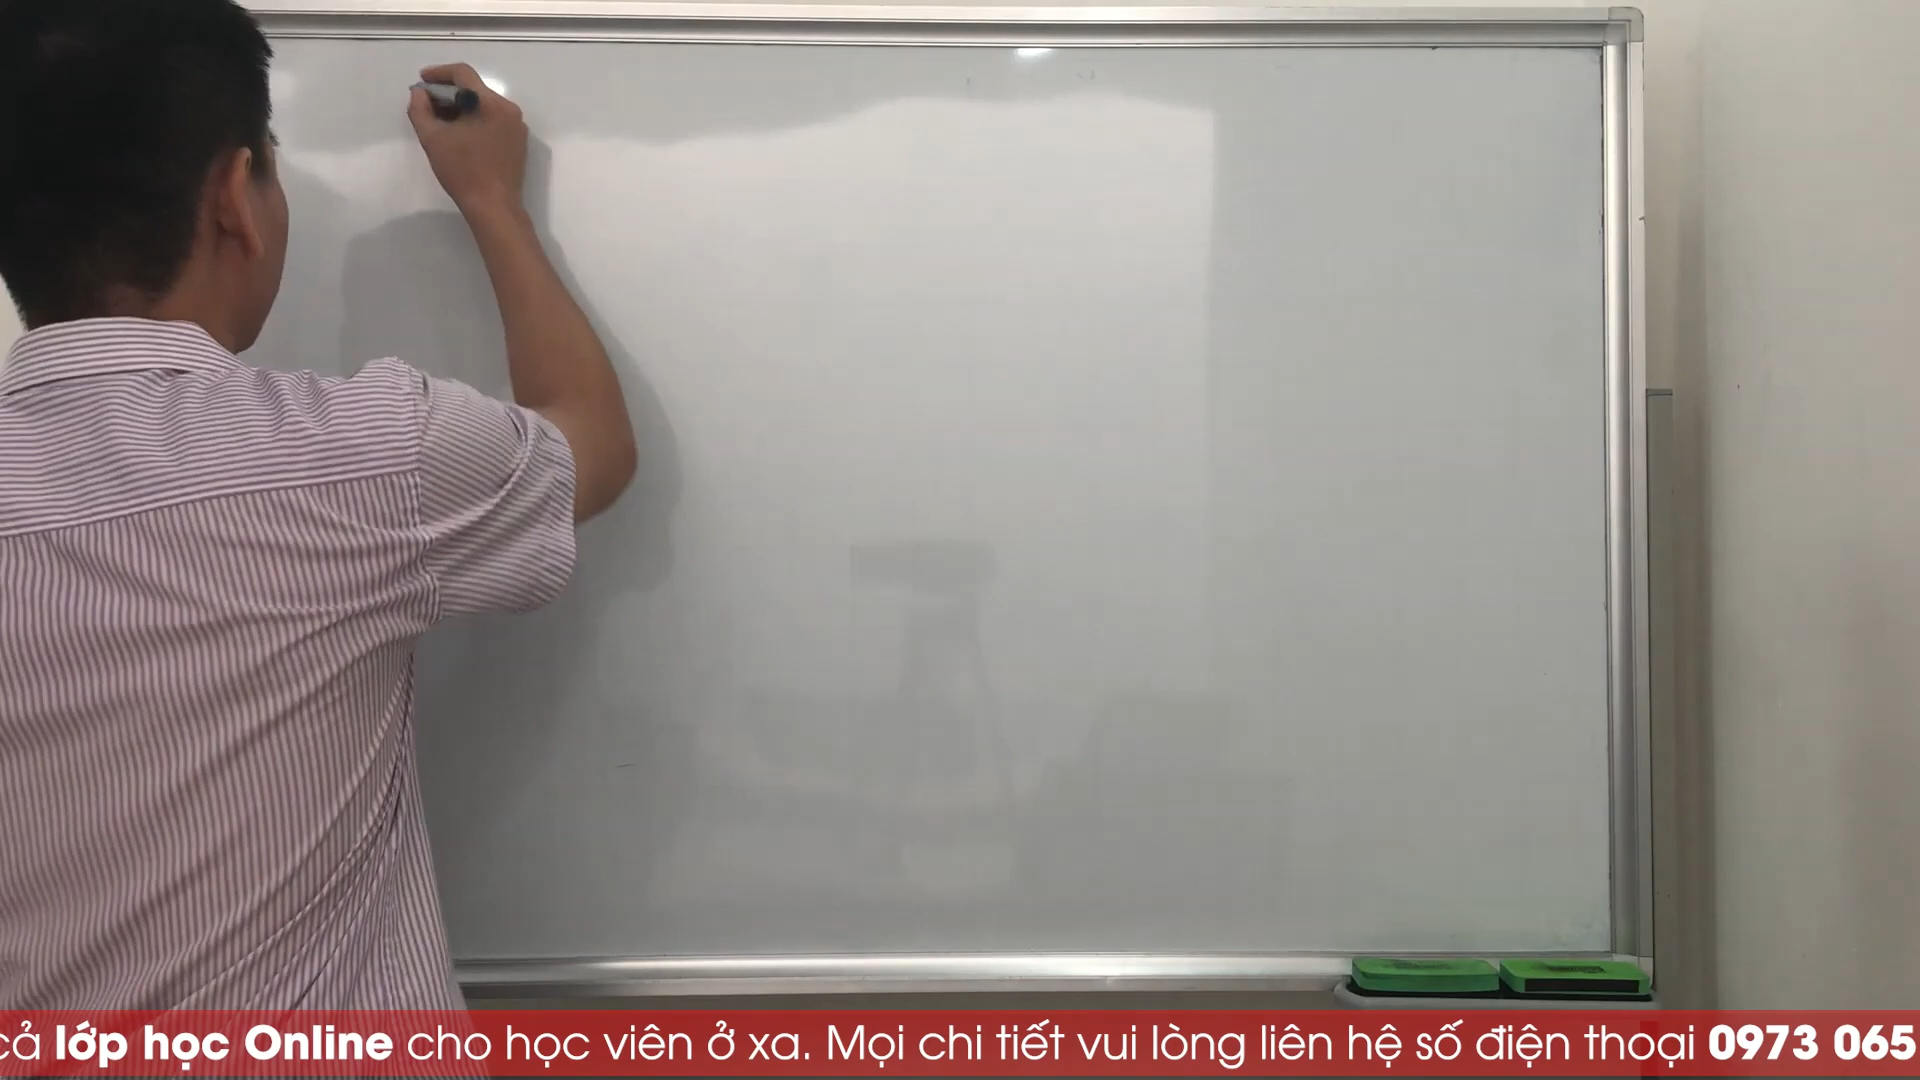 cả lớp học Online cho học viên ở xa. Mọi chi tiết vui lòng liên hệ số điện thoại 0973 065